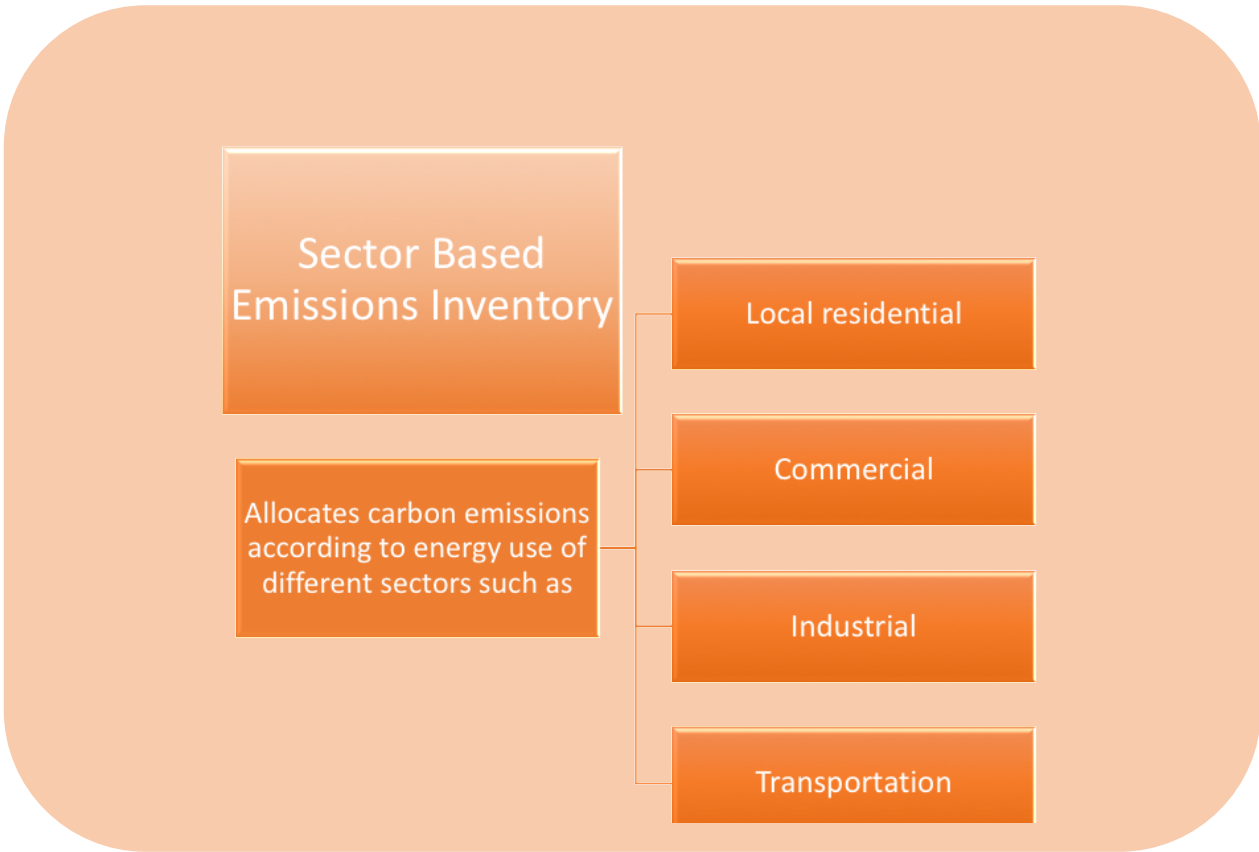 Sector Based
Emissions Inventory
Allocates carbon emissions
according to energy use of
different sectors such as
Local residential
Commercial
Industrial
Transportation